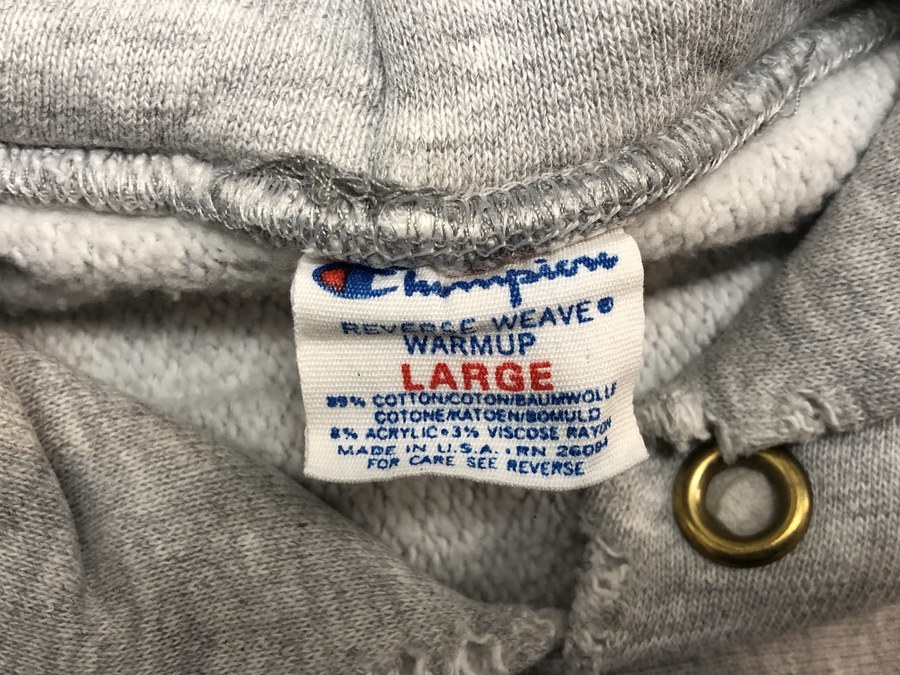 Champion
REVERSE WEAVE
WARMUP
LARGE
89% COTTON/COTON/BAUMWOLLE
COTONE/KATOEN/BOMULD
8% ACRYLIC • 3% VISCOSE RAYON
MADE IN U.S.A. • RN 26094
FOR CARE SEE REVERSE